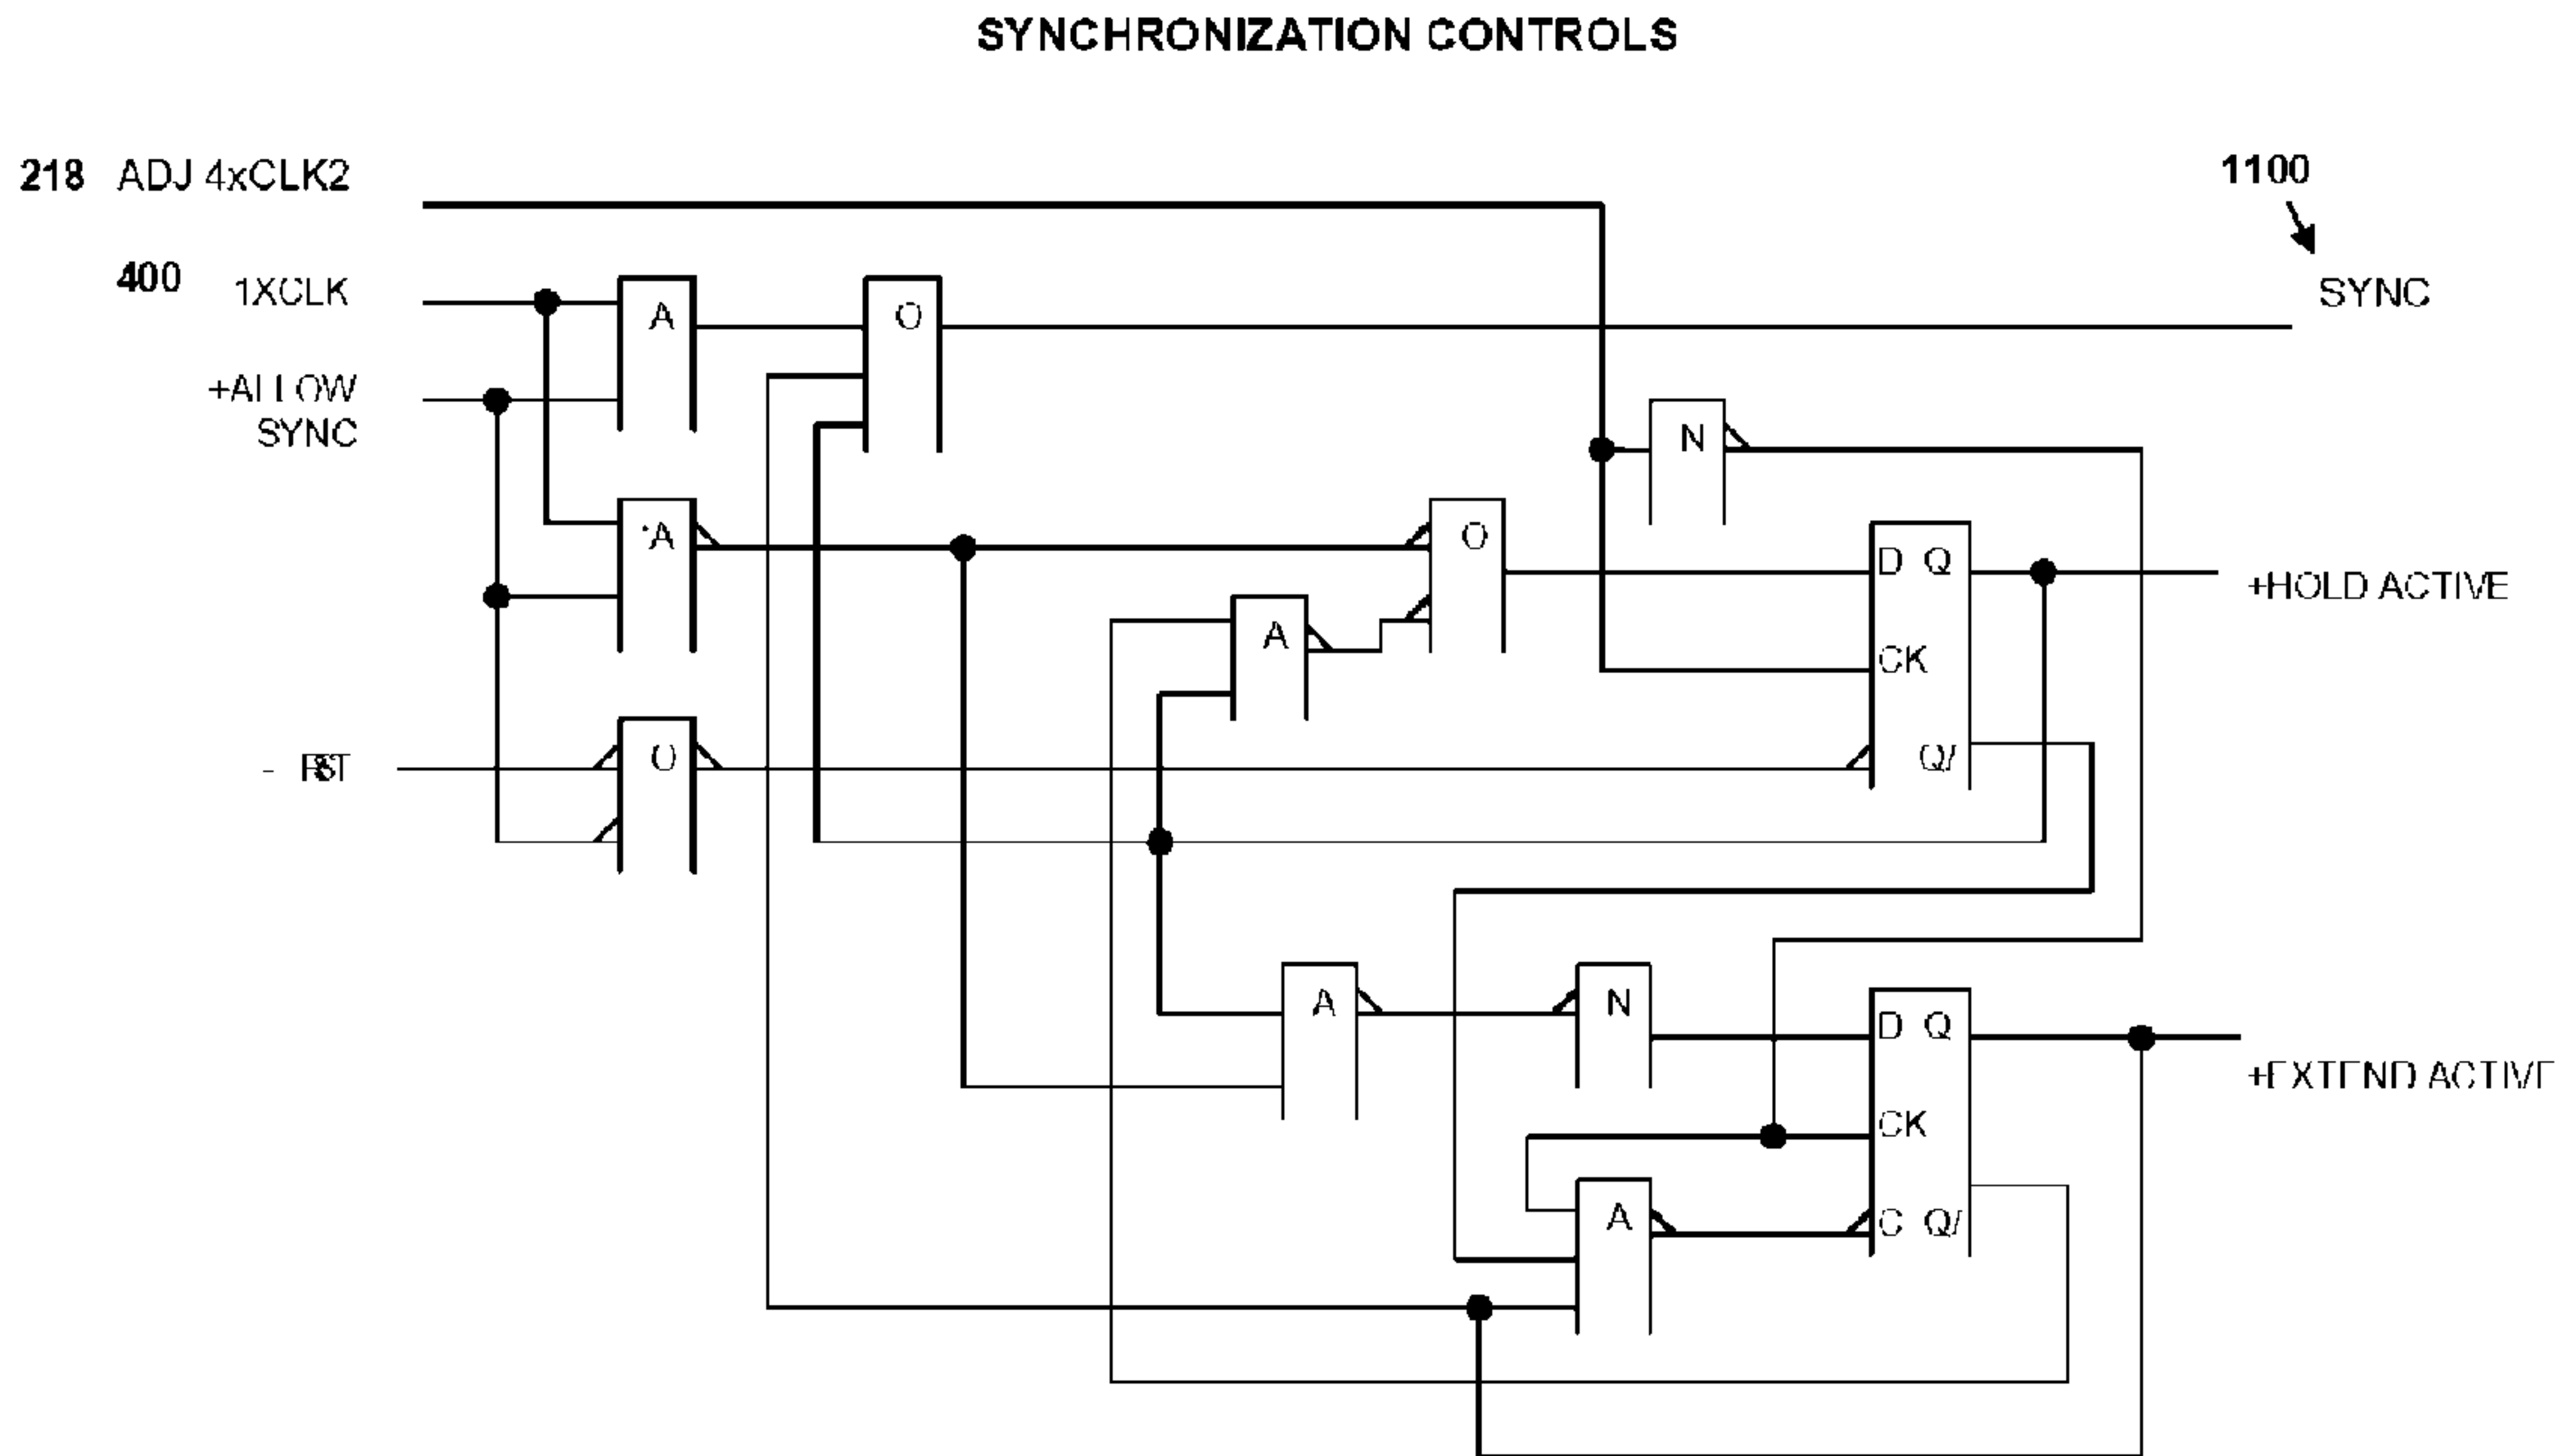 SYNCHRONIZATION CONTROLS
218 ADJ 4xCLK2
1100
400 1XCLK
SYNC
A
O
+ALLOW
SYNC
N
A
O
D Q
+HOLD ACTIVE
A
CK
- RST
O
Q/
A
N
D Q
+EXTEND ACTIVE
CK
A
C Q/